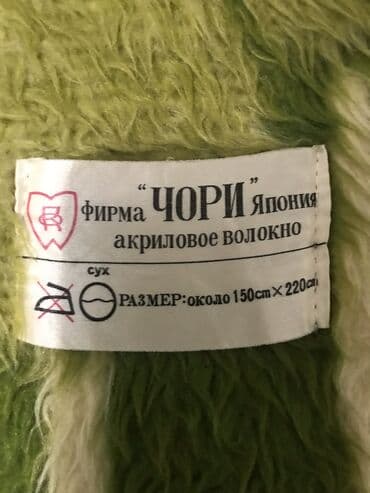 Фирма "ЧОРИ" Япония
акриловое волокно
сух
РАЗМЕР: около 150cm × 220cm